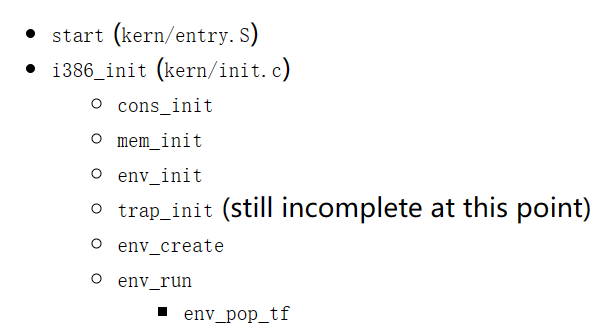 start (kern/entry.S)
i386_init (kern/init.c)
cons_init
mem_init
env_init
trap_init (still incomplete at this point)
env_create
env_run
env_pop_tf